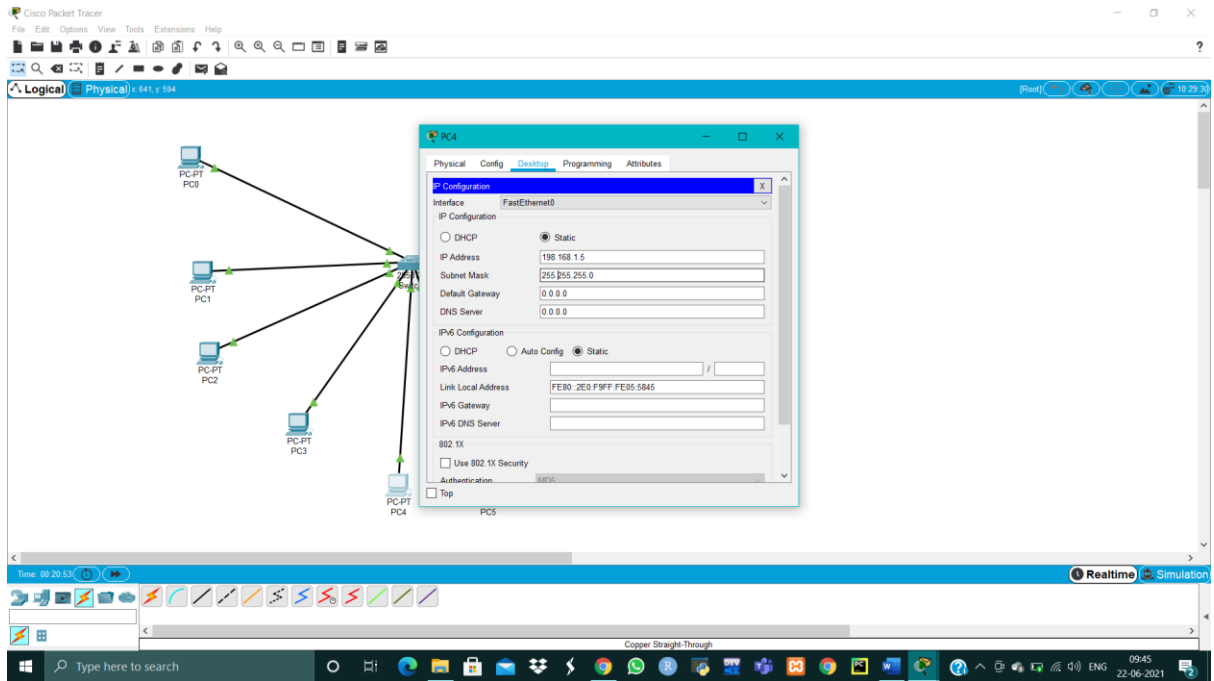 Cisco Packet Tracer
File Edit Options View Tools Extensions Help
?
Logical Physical x: 641, y: 594 [Root] 10:29:30
PC4
Physical Config Desktop Programming Attributes
IP Configuration X
Interface FastEthernet0
IP Configuration
DHCP Static
IP Address 198.168.1.5
Subnet Mask 255.255.255.0
Default Gateway 0.0.0.0
DNS Server 0.0.0.0
IPv6 Configuration
DHCP Auto Config Static
IPv6 Address /
Link Local Address FE80::2E0:F9FF:FE05:5845
IPv6 Gateway
IPv6 DNS Server
802.1X
Use 802.1X Security
Authentication MD5
Top
PC-PT
PC0
PC-PT
PC1
PC-PT
PC2
PC-PT
PC3
PC-PT
PC4
PC5
Time: 00:20:53 Realtime Simulation
Copper Straight-Through
Type here to search ENG 09:45
22-06-2021